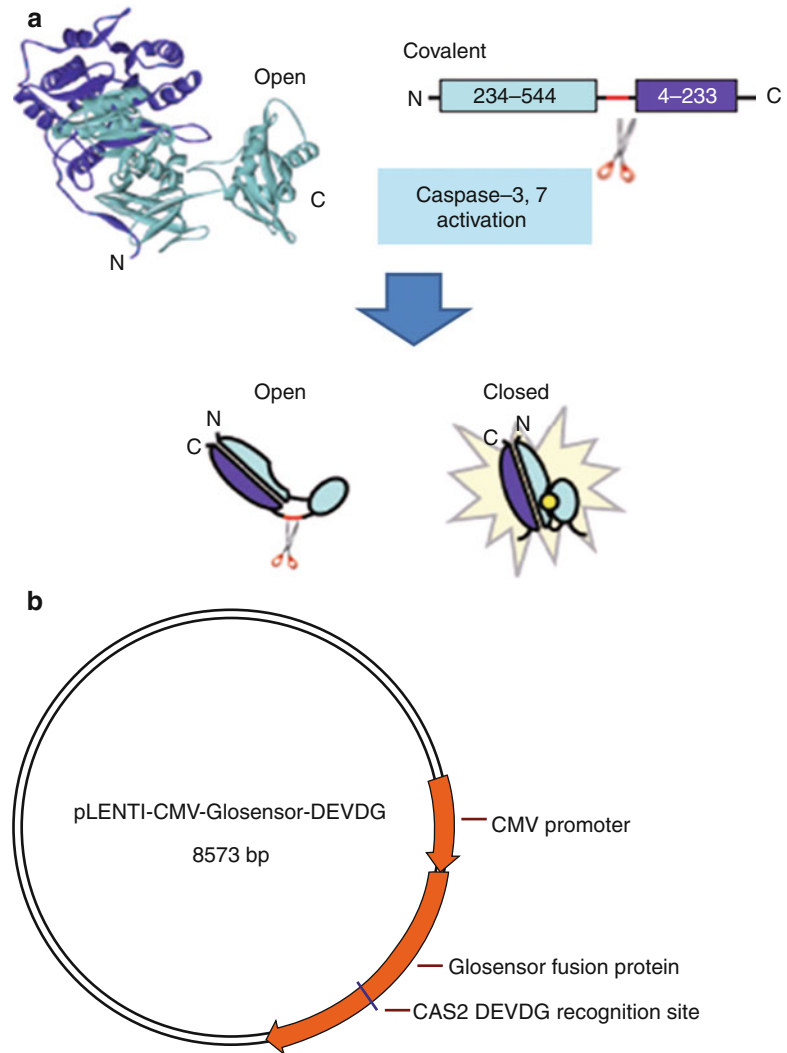 a
Open
C
N
Covalent
N
234–544
4–233
C
Caspase–3, 7
activation
Open
N
C
Closed
N
C
b
pLENTI-CMV-Glosensor-DEVDG
8573 bp
CMV promoter
Glosensor fusion protein
CAS2 DEVDG recognition site